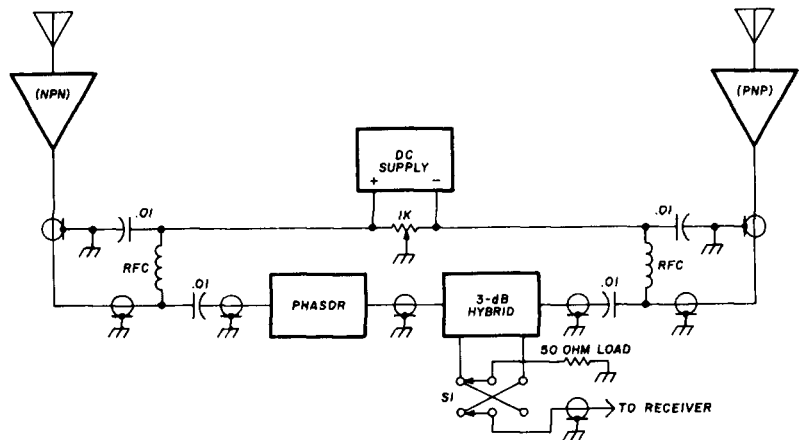 (NPN)
(PNP)
DC
SUPPLY
+ -
.01
1K
.01
RFC
RFC
.01
PHASOR
3-dB
HYBRID
.01
50 OHM LOAD
S1
TO RECEIVER